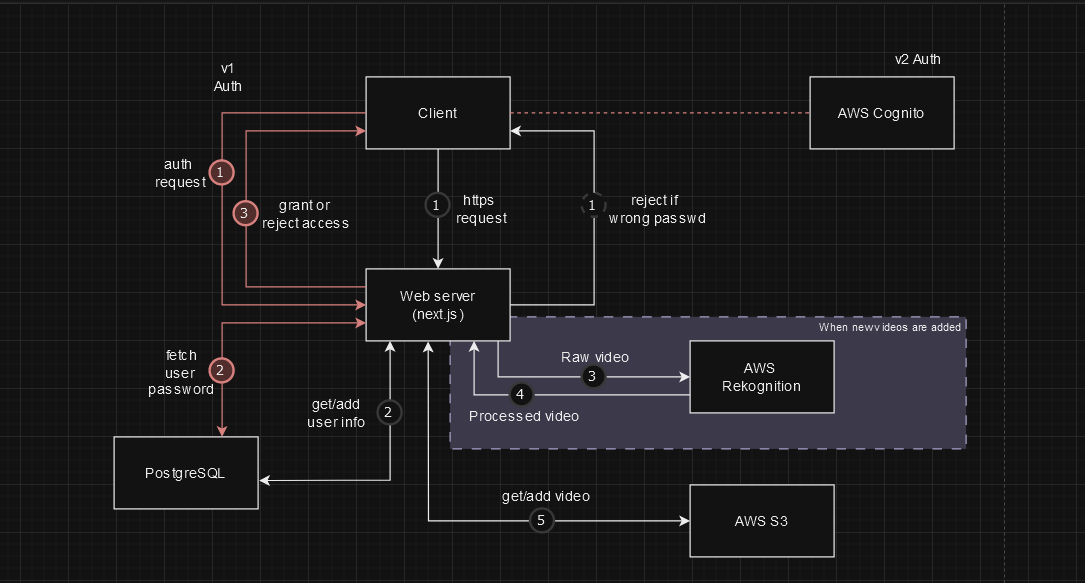 v2 Auth
v1
Auth
Client
AWS Cognito
auth
request
1
3
grant or
reject access
1
https
request
1
reject if
wrong passwd
Web server
(next.js)
When new videos are added
fetch
user
password
2
get/add
user info
2
Raw video
3
4
Processed video
AWS
Rekognition
PostgreSQL
get/add video
5
AWS S3